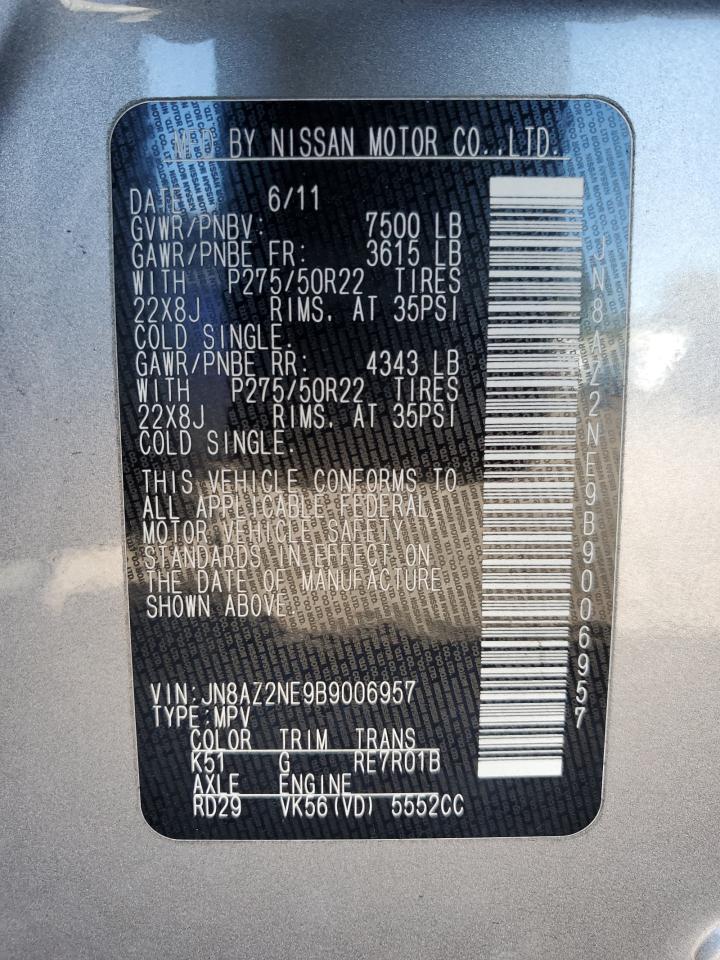 MFD BY NISSAN MOTOR CO.,LTD.
DATE: 6/11
GVWR/PNBV: 7500 LB
GAWR/PNBE FR: 3615 LB
WITH P275/50R22 TIRES
22X8J RIMS, AT 35PSI
COLD SINGLE.
GAWR/PNBE RR: 4343 LB
WITH P275/50R22 TIRES
22X8J RIMS, AT 35PSI
COLD SINGLE.
THIS VEHICLE CONFORMS TO
ALL APPLICABLE FEDERAL
MOTOR VEHICLE SAFETY
STANDARDS IN EFFECT ON
THE DATE OF MANUFACTURE
SHOWN ABOVE.
VIN:JN8AZ2NE9B9006957
TYPE:MPV
COLOR TRIM TRANS
K51 G RE7R01B
AXLE ENGINE
RD29 VK56(VD) 5552CC
JN8AZ2NE9B9006957